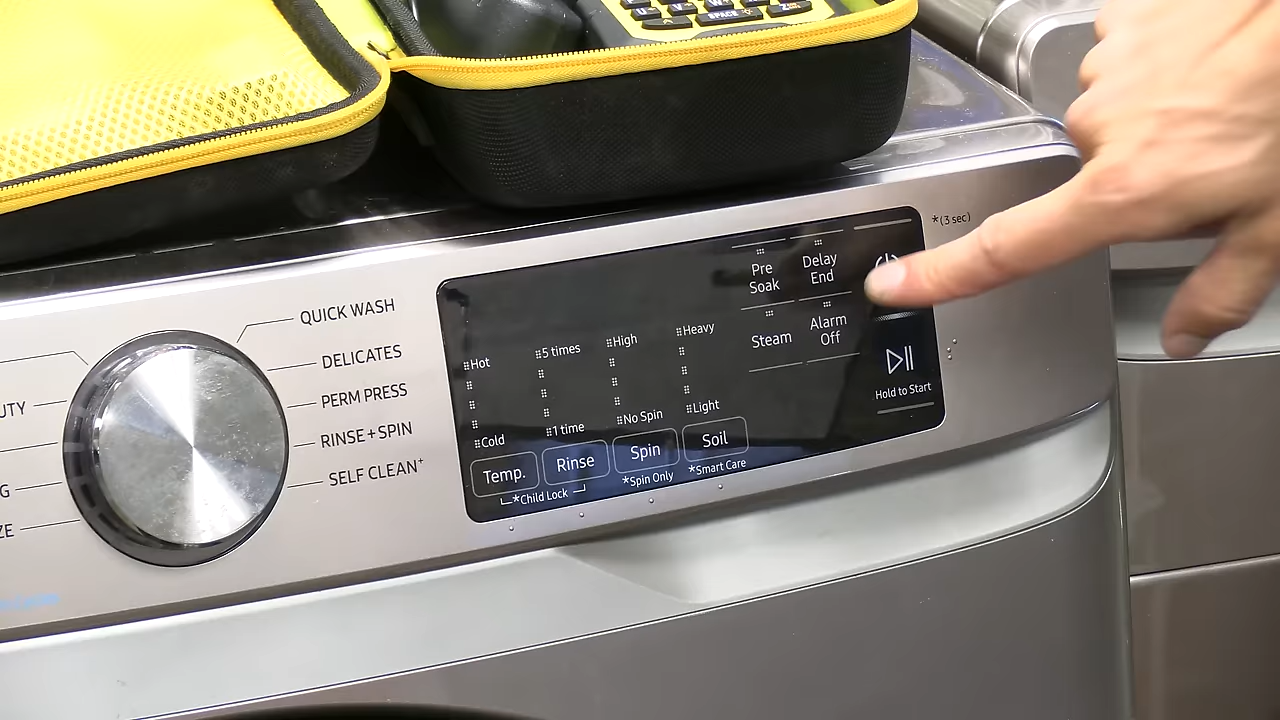 U
V
W
SPACE
Z
*(3 sec)
Pre
Soak
Delay
End
QUICK WASH
DELICATES
PERM PRESS
RINSE+SPIN
SELF CLEAN+
UTY
G
ZE
Hot
5 times
High
Heavy
Steam
Alarm
Off
Hold to Start
Cold
1 time
No Spin
Light
Temp.
Rinse
Spin
Soil
*Child Lock
*Spin Only
*Smart Care